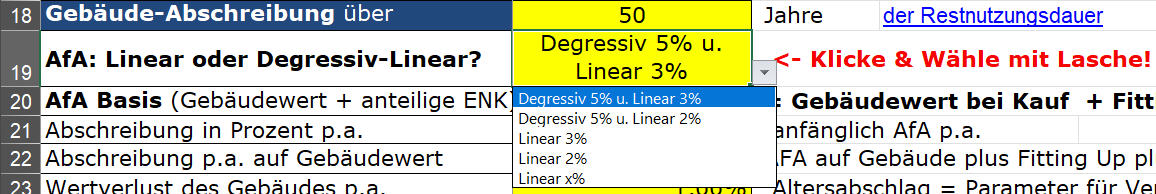 18 Gebäude-Abschreibung über 50 Jahre der Restnutzungsdauer
Degressiv 5% u.
19 AfA: Linear oder Degressiv-Linear? Linear 3% <- Klicke & Wähle mit Lasche!
20 AfA Basis (Gebäudewert + anteilige ENK) Degressiv 5% u. Linear 3% = Gebäudewert bei Kauf + Fitt
Degressiv 5% u. Linear 2%
21 Abschreibung in Prozent p.a. Linear 3% anfänglich AfA p.a.
22 Abschreibung p.a. auf Gebäudewert Linear 2% AFA auf Gebäude plus Fitting Up pl
Linear x%
23 Wertverlust des Gebäudes p.a. 1.00% Altersabschlag = Parameter für Ver